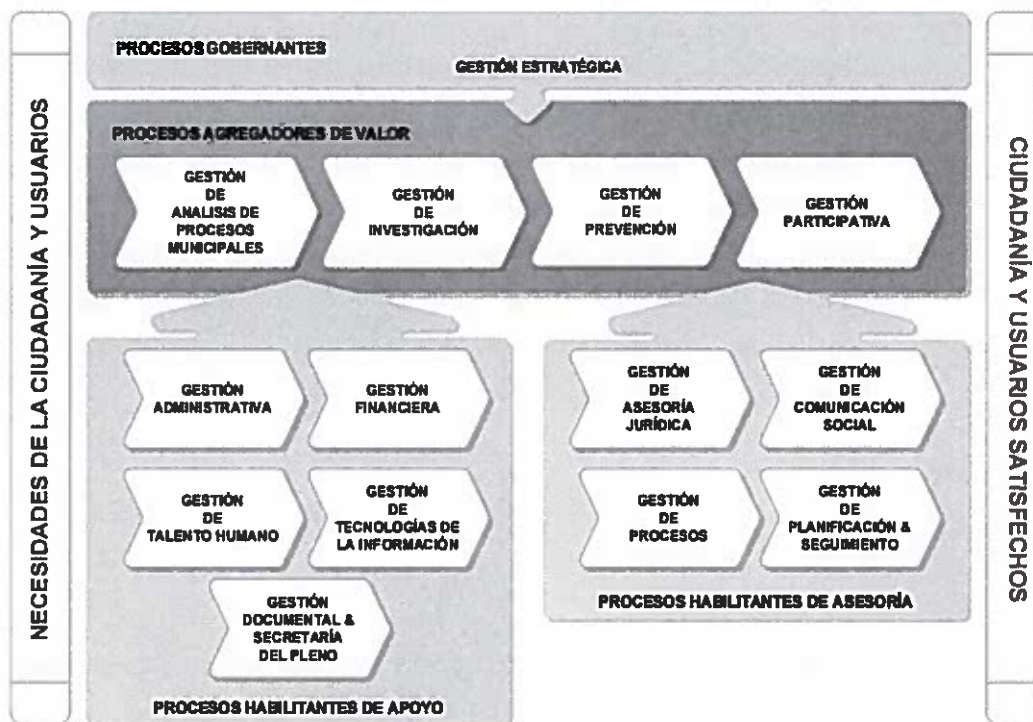 NECESIDADES DE LA CIUDADANÍA Y USUARIOS
PROCESOS GOBERNANTES
GESTIÓN ESTRATÉGICA
PROCESOS AGREGADORES DE VALOR
GESTIÓN
DE
ANALISIS DE
PROCESOS
MUNICIPALES
GESTIÓN
DE
INVESTIGACIÓN
GESTIÓN
DE
PREVENCIÓN
GESTIÓN
PARTICIPATIVA
GESTIÓN
ADMINISTRATIVA
GESTIÓN
FINANCIERA
GESTIÓN
DE
TALENTO HUMANO
GESTIÓN
DE
TECNOLOGÍAS DE
LA INFORMACIÓN
GESTIÓN
DOCUMENTAL &
SECRETARÍA
DEL PLENO
PROCESOS HABILITANTES DE APOYO
GESTIÓN
DE
ASESORÍA
JURÍDICA
GESTIÓN
DE
COMUNICACIÓN
SOCIAL
GESTIÓN
DE
PROCESOS
GESTIÓN
DE
PLANIFICACIÓN &
SEGUIMIENTO
PROCESOS HABILITANTES DE ASESORÍA
CIUDADANÍA Y USUARIOS SATISFECHOS